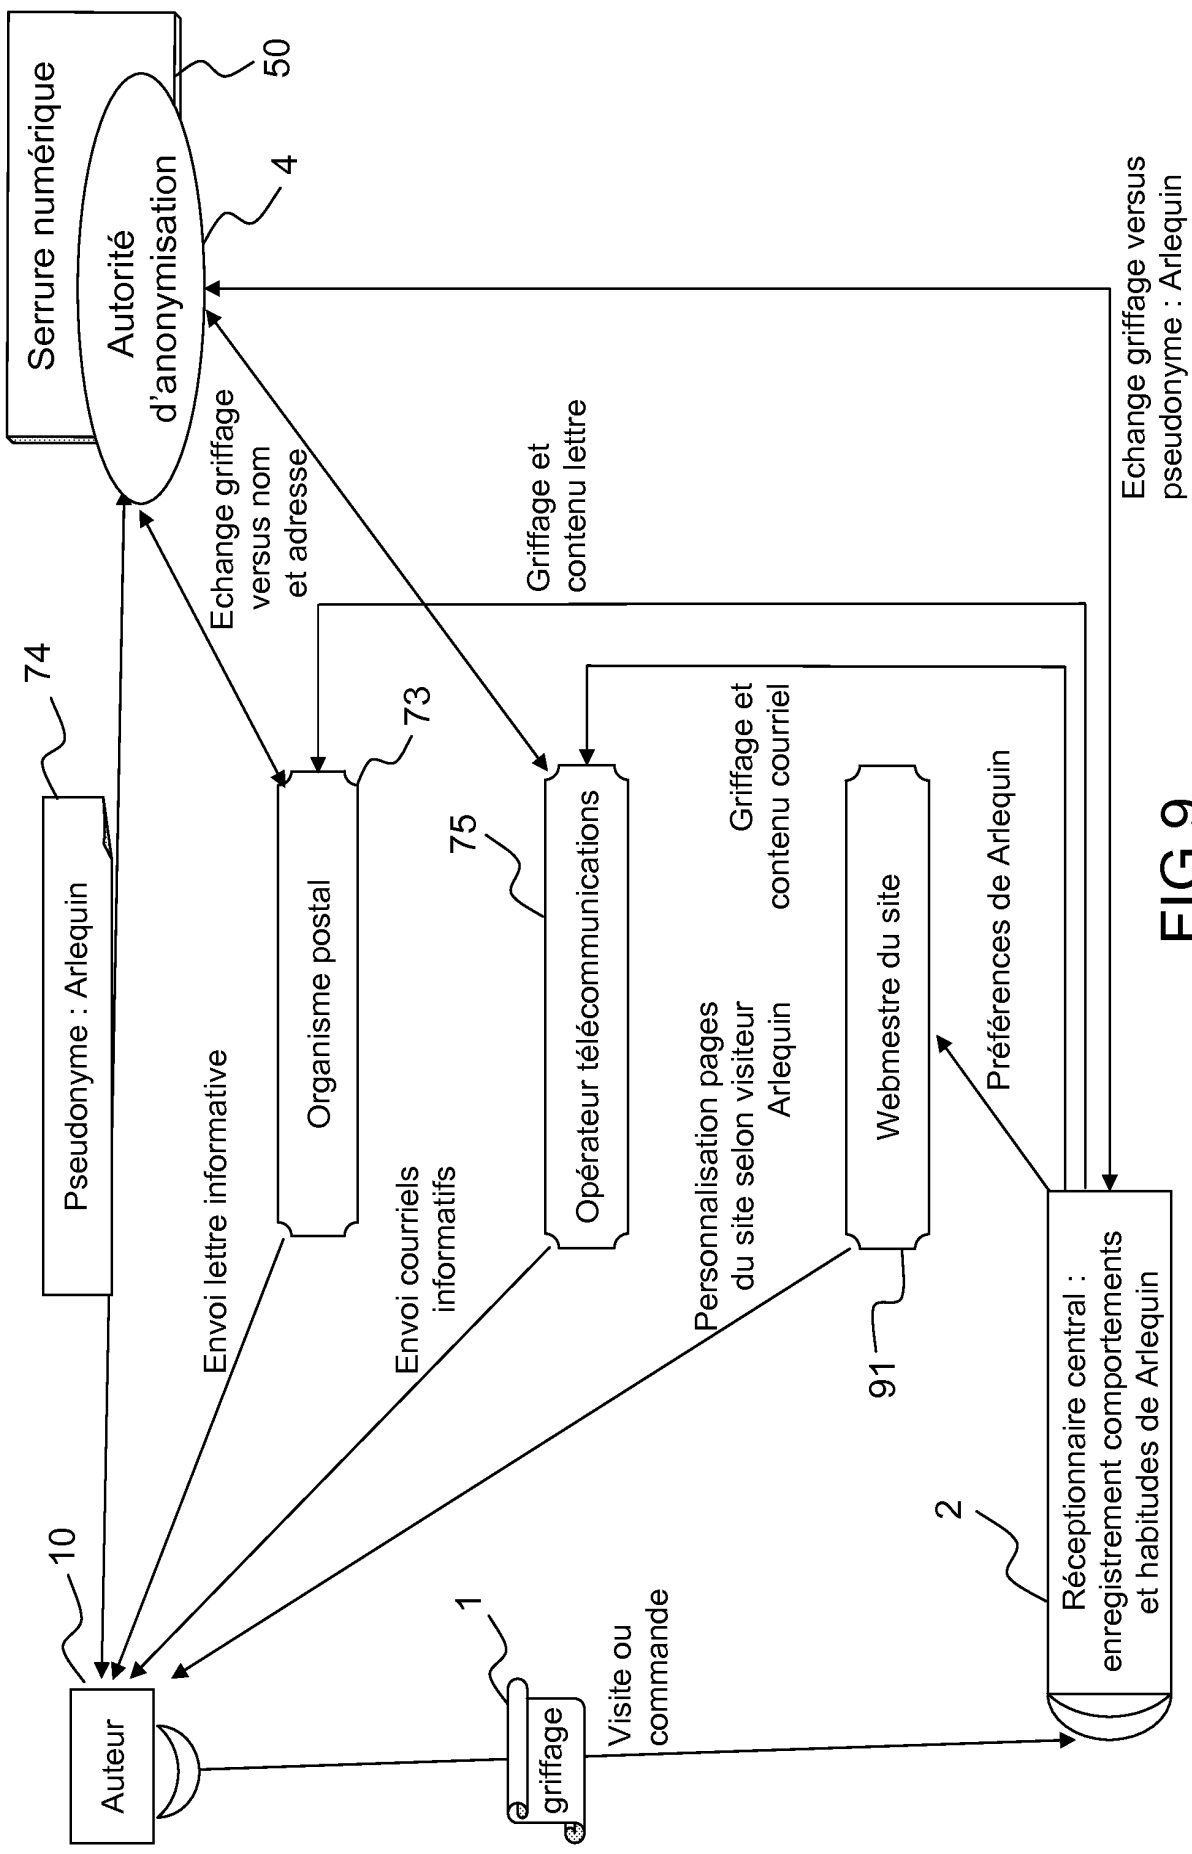 Serrure numérique
50
Autorité
d'anonymisation
4
74
Pseudonyme : Arlequin
10
Auteur
Envoi lettre informative
Organisme postal
73
Echange griffage
versus nom
et adresse
Envoi courriels
informatifs
75
Opérateur télécommunications
Griffage et
contenu lettre
1
griffage
Visite ou
commande
Personnalisation pages
du site selon visiteur
Arlequin
Griffage et
contenu courriel
91
Webmestre du site
Préférences de Arlequin
2
Réceptionnaire central :
enregistrement comportements
et habitudes de Arlequin
Echange griffage versus
pseudonyme : Arlequin
FIG.9